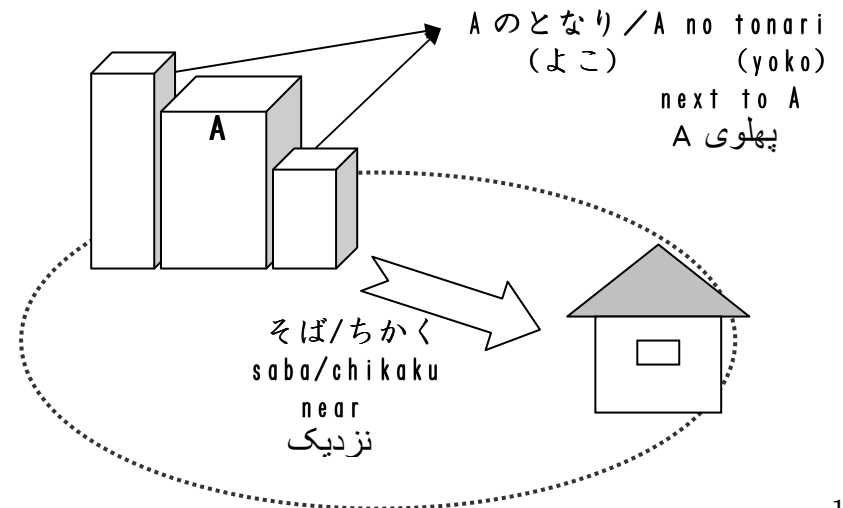 A のとなり／A no tonari
(よこ) (yoko)
next to A
پهلوی A
A
そば/ちかく
saba/chikaku
near
نزدیک
1